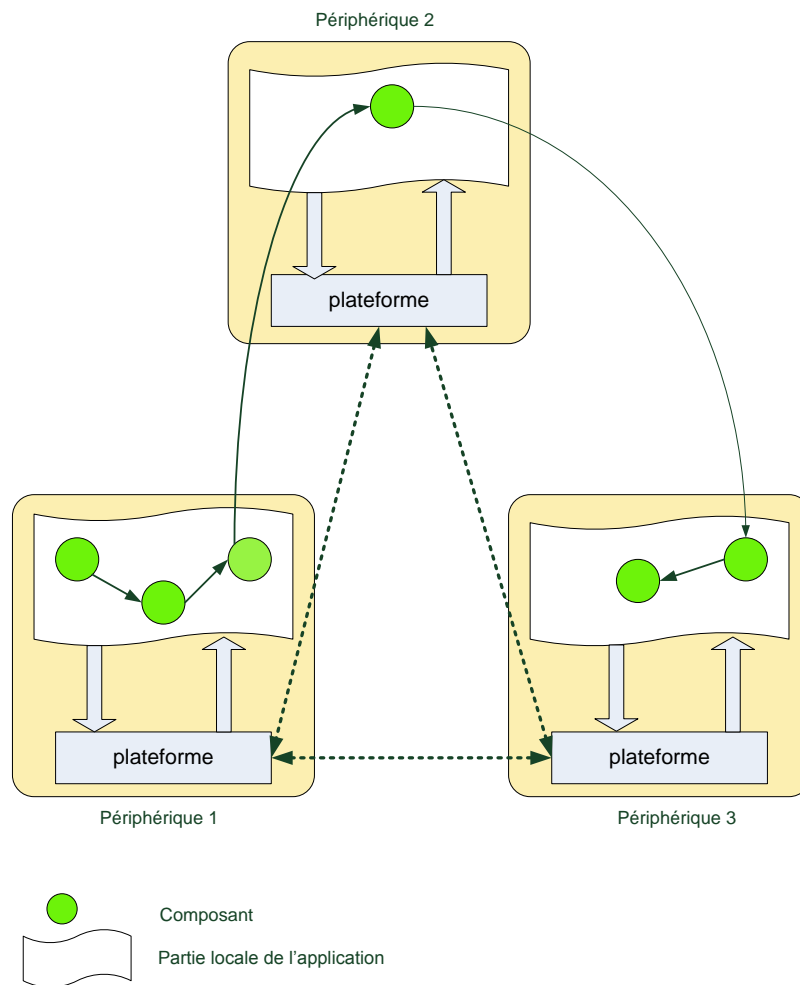 Périphérique 2
plateforme
plateforme
plateforme
Périphérique 1
Périphérique 3
Composant
Partie locale de l'application